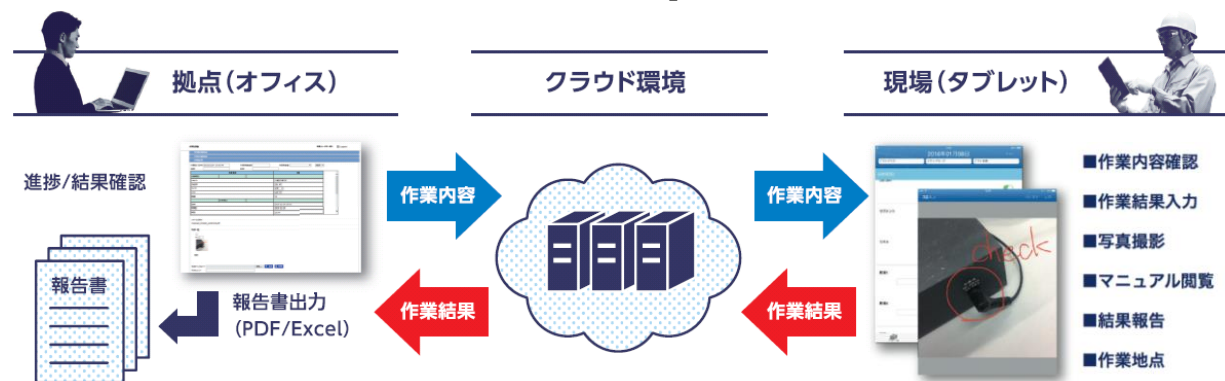 拠点(オフィス)
クラウド環境
現場(タブレット)
進捗/結果確認
報告書
報告書出力
(PDF/Excel)
作業内容
作業結果
作業内容
作業結果
check
■作業内容確認
■作業結果入力
■写真撮影
■マニュアル閲覧
■結果報告
■作業地点